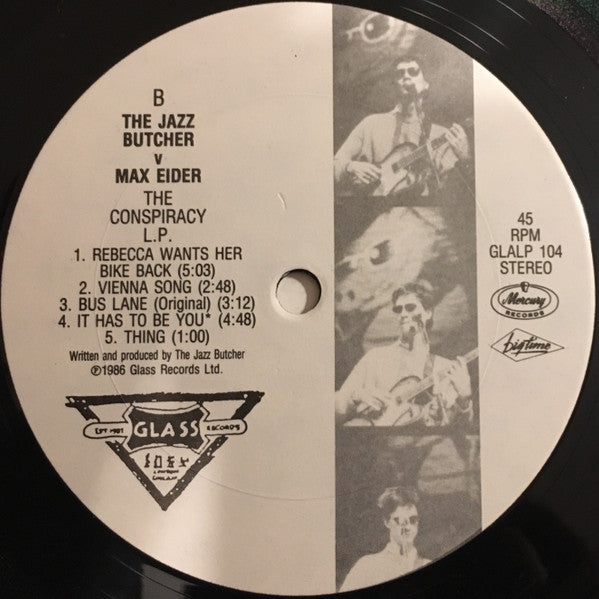 B
THE JAZZ
BUTCHER
v
MAX EIDER
THE
CONSPIRACY
L.P.
1. REBECCA WANTS HER
BIKE BACK (5:03)
2. VIENNA SONG (2:48)
3. BUS LANE (Original) (3:12)
4. IT HAS TO BE YOU* (4:48)
5. THING (1:00)
Written and produced by The Jazz Butcher
℗1986 Glass Records Ltd.
EST 1981 GLASS RECORDS
45
RPM
GLALP 104
STEREO
Mercury
RECORDS
bigtime